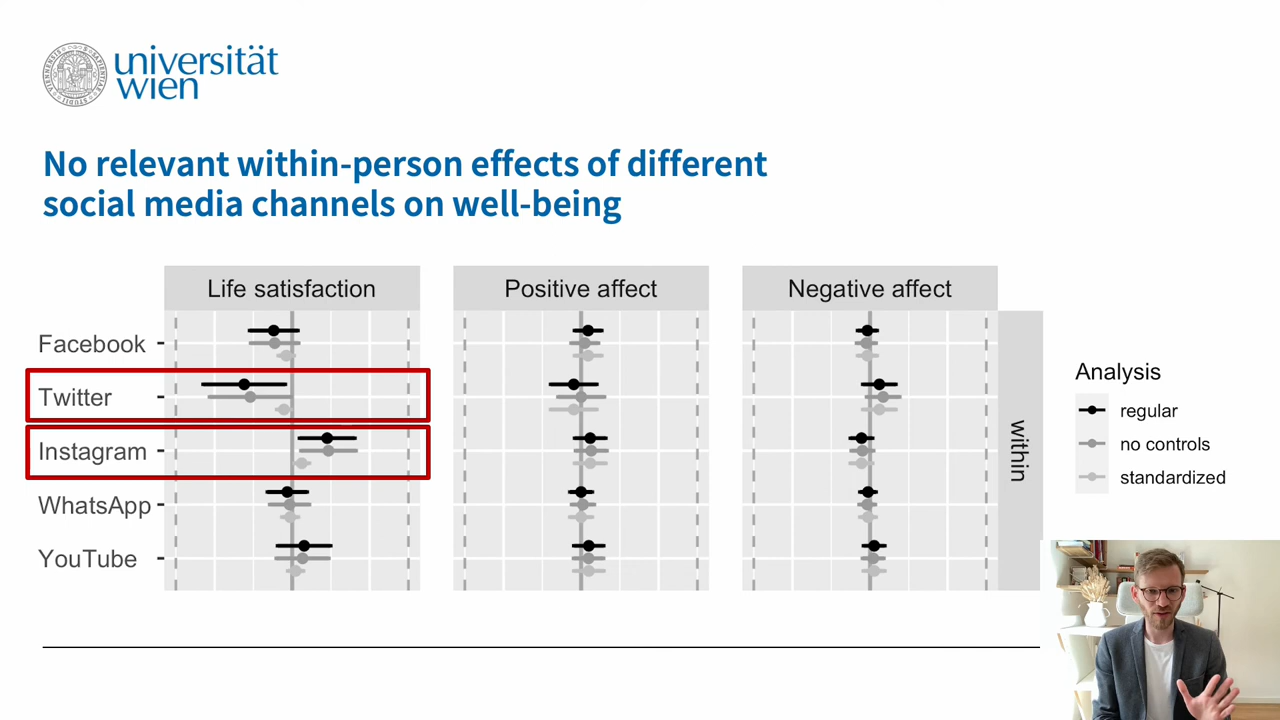 universität
wien
No relevant within-person effects of different
social media channels on well-being
Life satisfaction
Positive affect
Negative affect
Facebook
Twitter
Instagram
WhatsApp
YouTube
within
Analysis
regular
no controls
standardized